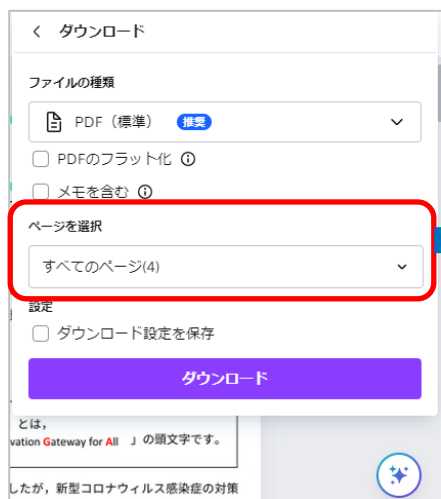 ダウンロード
ファイルの種類
PDF（標準） 推奨
PDFのフラット化
メモを含む
ページを選択
すべてのページ(4)
設定
ダウンロード設定を保存
ダウンロード
とは,
vation Gateway for All 」の頭文字です。
したが，新型コロナウィルス感染症の対策